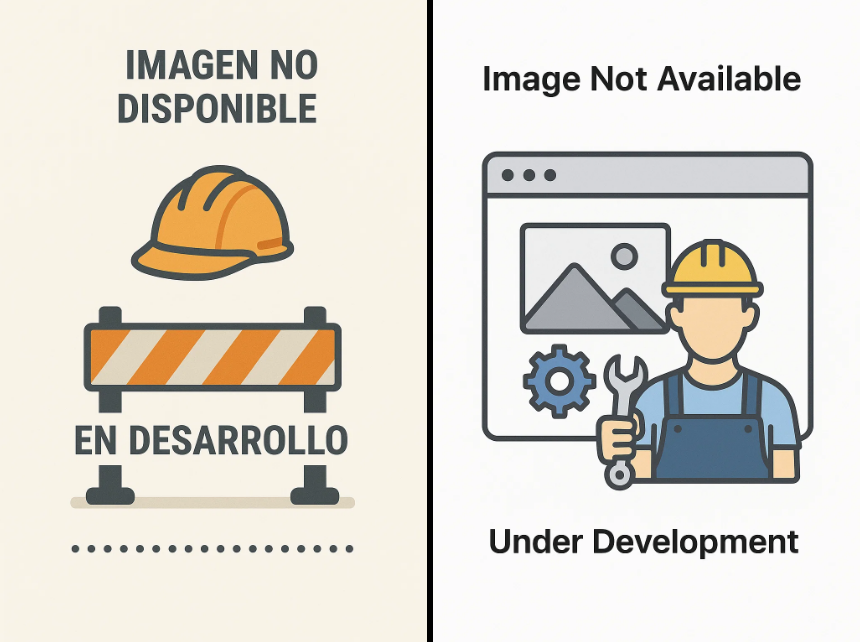 IMAGEN NO
DISPONIBLE
EN DESARROLLO
Image Not Available
Under Development